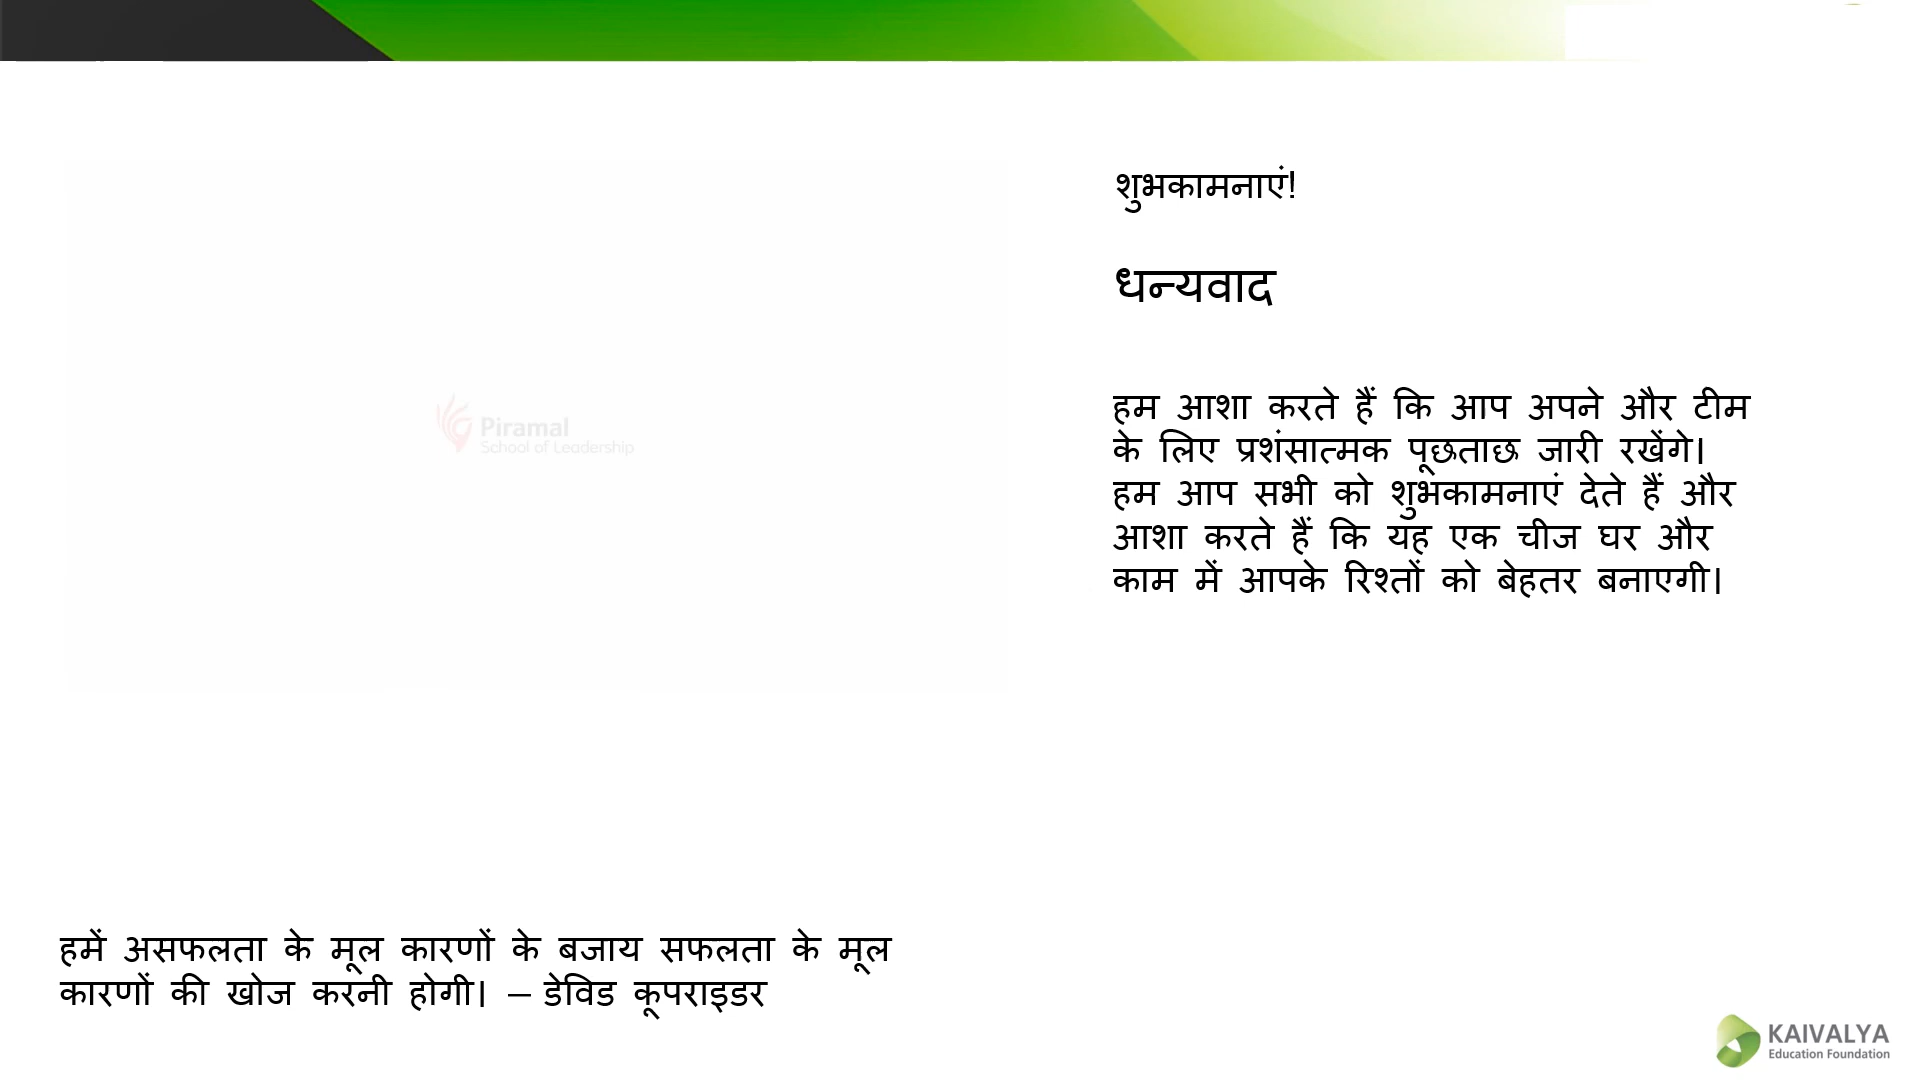 शुभकामनाएं!
धन्यवाद
हम आशा करते हैं कि आप अपने और टीम
के लिए प्रशंसात्मक पूछताछ जारी रखेंगे।
हम आप सभी को शुभकामनाएं देते हैं और
आशा करते हैं कि यह एक चीज घर और
काम में आपके रिश्तों को बेहतर बनाएगी।
Piramal
School of Leadership
हमें असफलता के मूल कारणों के बजाय सफलता के मूल
कारणों की खोज करनी होगी। – डेविड कूपराइडर
KAIVALYA
Education Foundation